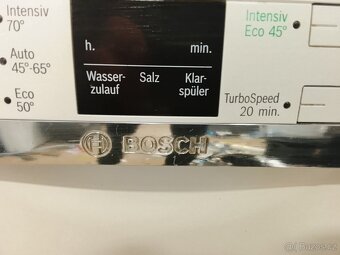 Intensiv
70°
Auto
45°-65°
Eco
50°
h. min.
Wasser-
zulauf
Salz
Klar-
spüler
Intensiv
Eco 45°
TurboSpeed
20 min.
BOSCH